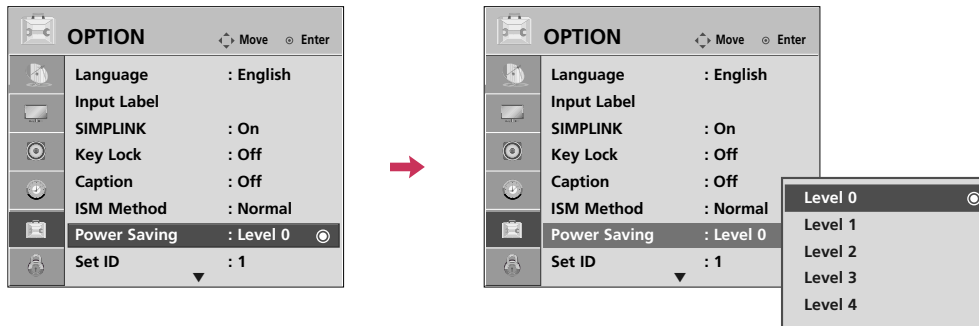 OPTION
Move Enter
Language : English
Input Label
SIMPLINK : On
Key Lock : Off
Caption : Off
ISM Method : Normal
Power Saving : Level 0
Set ID : 1
OPTION
Move Enter
Language : English
Input Label
SIMPLINK : On
Key Lock : Off
Caption : Off
ISM Method : Normal
Power Saving : Level 0
Set ID : 1
Level 0
Level 1
Level 2
Level 3
Level 4